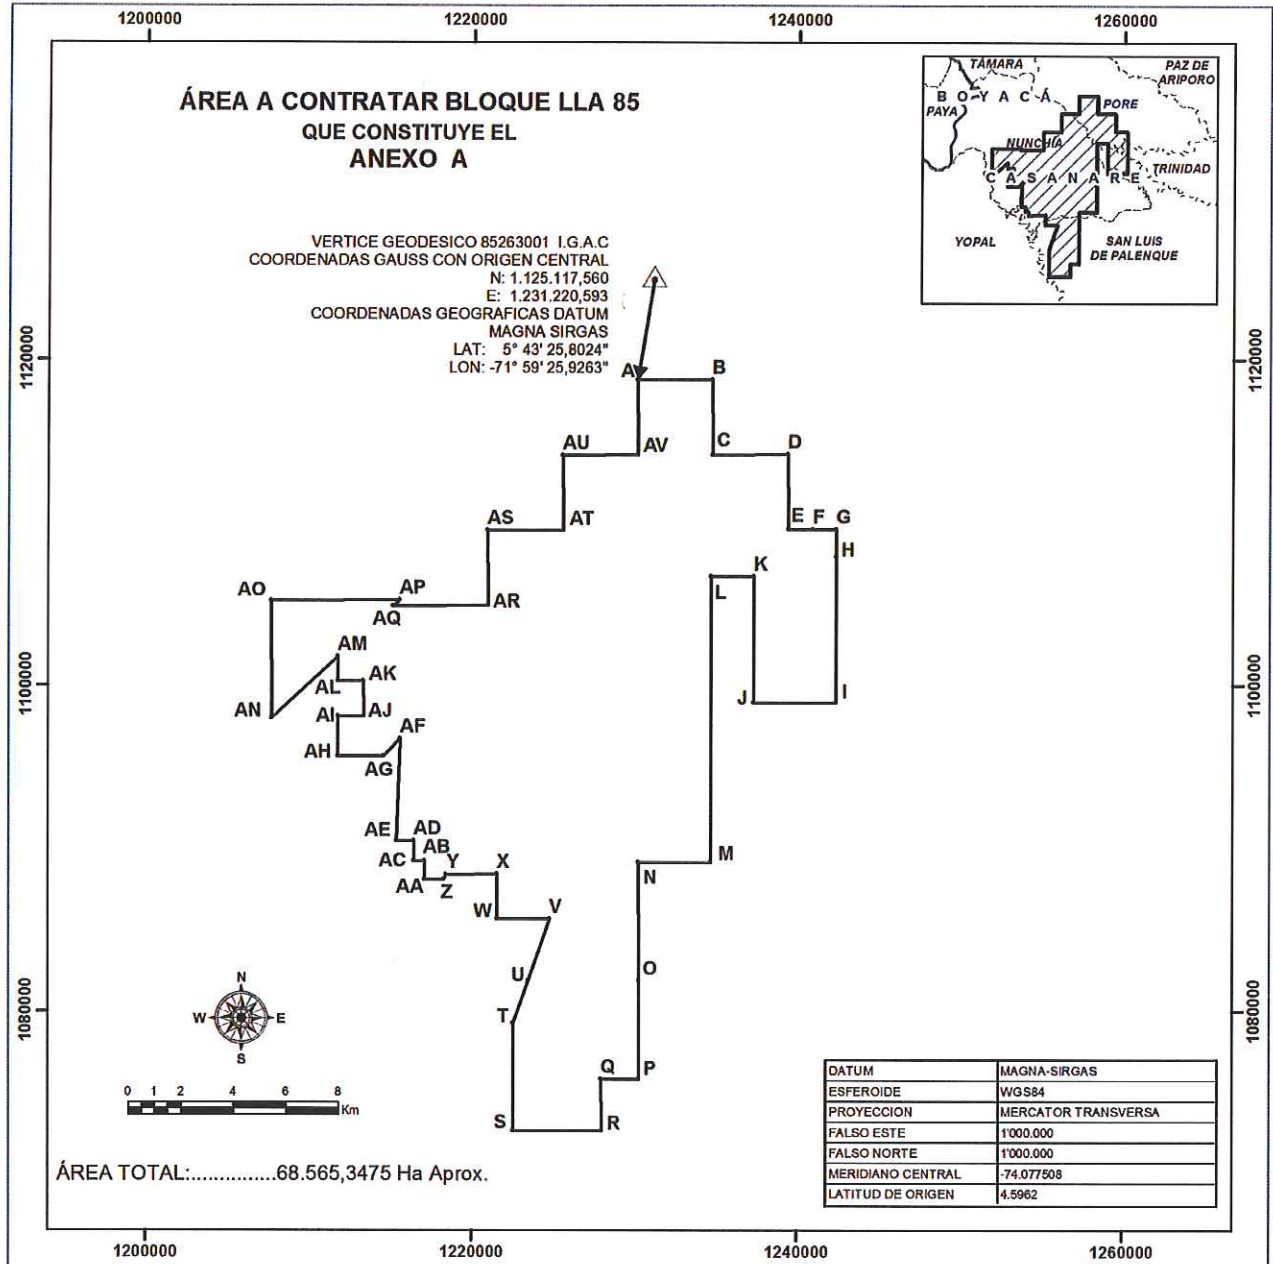 1200000 1220000 1240000 1260000
ÁREA A CONTRATAR BLOQUE LLA 85
QUE CONSTITUYE EL
ANEXO A
TÁMARA
PAZ DE
ARIPORO
BOYACÁ
PAYA
PORE
NUNCHÍA
TRINIDAD
CASANARE
YOPAL
SAN LUIS
DE PALENQUE
VERTICE GEODESICO 85263001 I.G.A.C
COORDENADAS GAUSS CON ORIGEN CENTRAL
N: 1.125.117,560
E: 1.231.220,593
COORDENADAS GEOGRAFICAS DATUM
MAGNA SIRGAS
LAT: 5° 43' 25,8024"
LON: -71° 59' 25,9263"
1120000
1120000
A B
AU AV C D
AS AT E F G
H
K
L
AO AP
AQ AR
AM
AL AK
1100000
1100000
AN AI AJ J I
AF
AH AG
AE AD
AC AB Y X M
AA Z N
W V
U O
1080000
1080000
T
Q P
S R
N
W E
S
0 1 2 4 6 8
Km
DATUM MAGNA-SIRGAS
ESFEROIDE WGS84
PROYECCION MERCATOR TRANSVERSA
FALSO ESTE 1'000.000
FALSO NORTE 1'000.000
MERIDIANO CENTRAL -74.077508
LATITUD DE ORIGEN 4.5962
ÁREA TOTAL:...............68.565,3475 Ha Aprox.
1200000 1220000 1240000 1260000